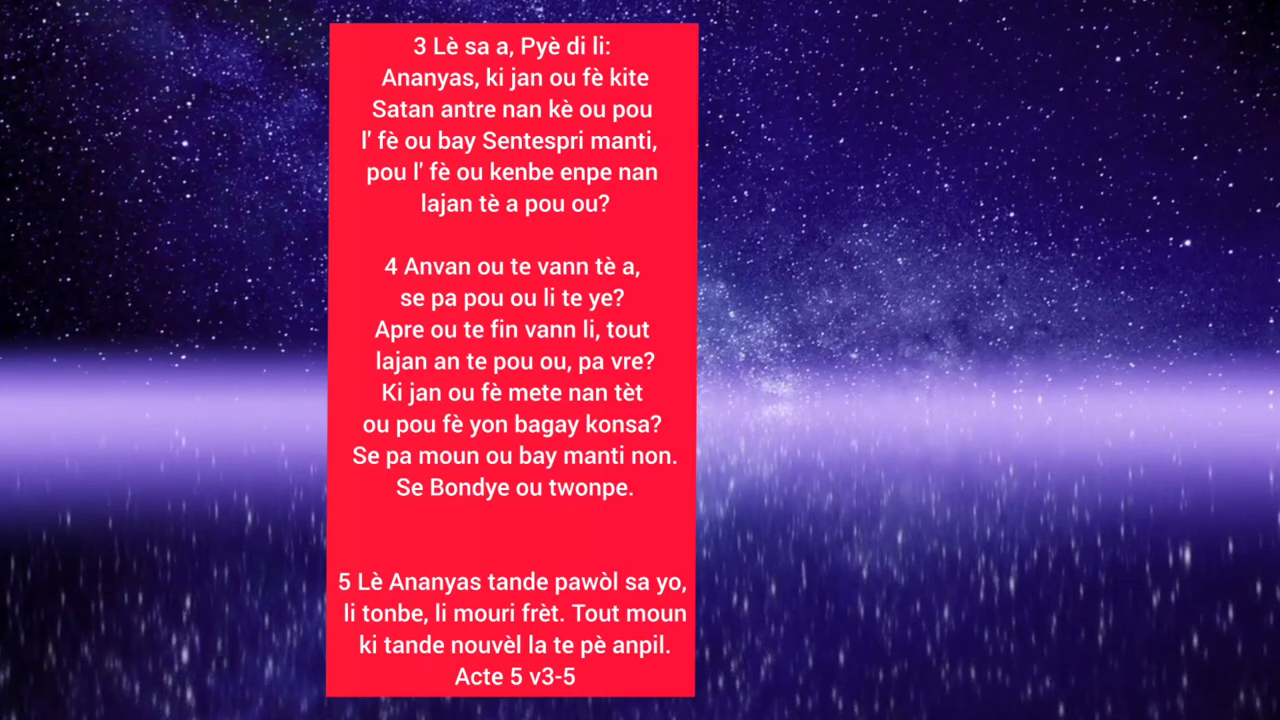 3 Lè sa a, Pyè di li:
Ananyas, ki jan ou fè kite
Satan antre nan kè ou pou
l' fè ou bay Sentespri manti,
pou l' fè ou kenbe enpe nan
lajan tè a pou ou?
4 Anvan ou te vann tè a,
se pa pou ou li te ye?
Apre ou te fin vann li, tout
lajan an te pou ou, pa vre?
Ki jan ou fè mete nan tèt
ou pou fè yon bagay konsa?
Se pa moun ou bay manti non.
Se Bondye ou twonpe.
5 Lè Ananyas tande pawòl sa yo,
li tonbe, li mouri frèt. Tout moun
ki tande nouvèl la te pè anpil.
Acte 5 v3-5